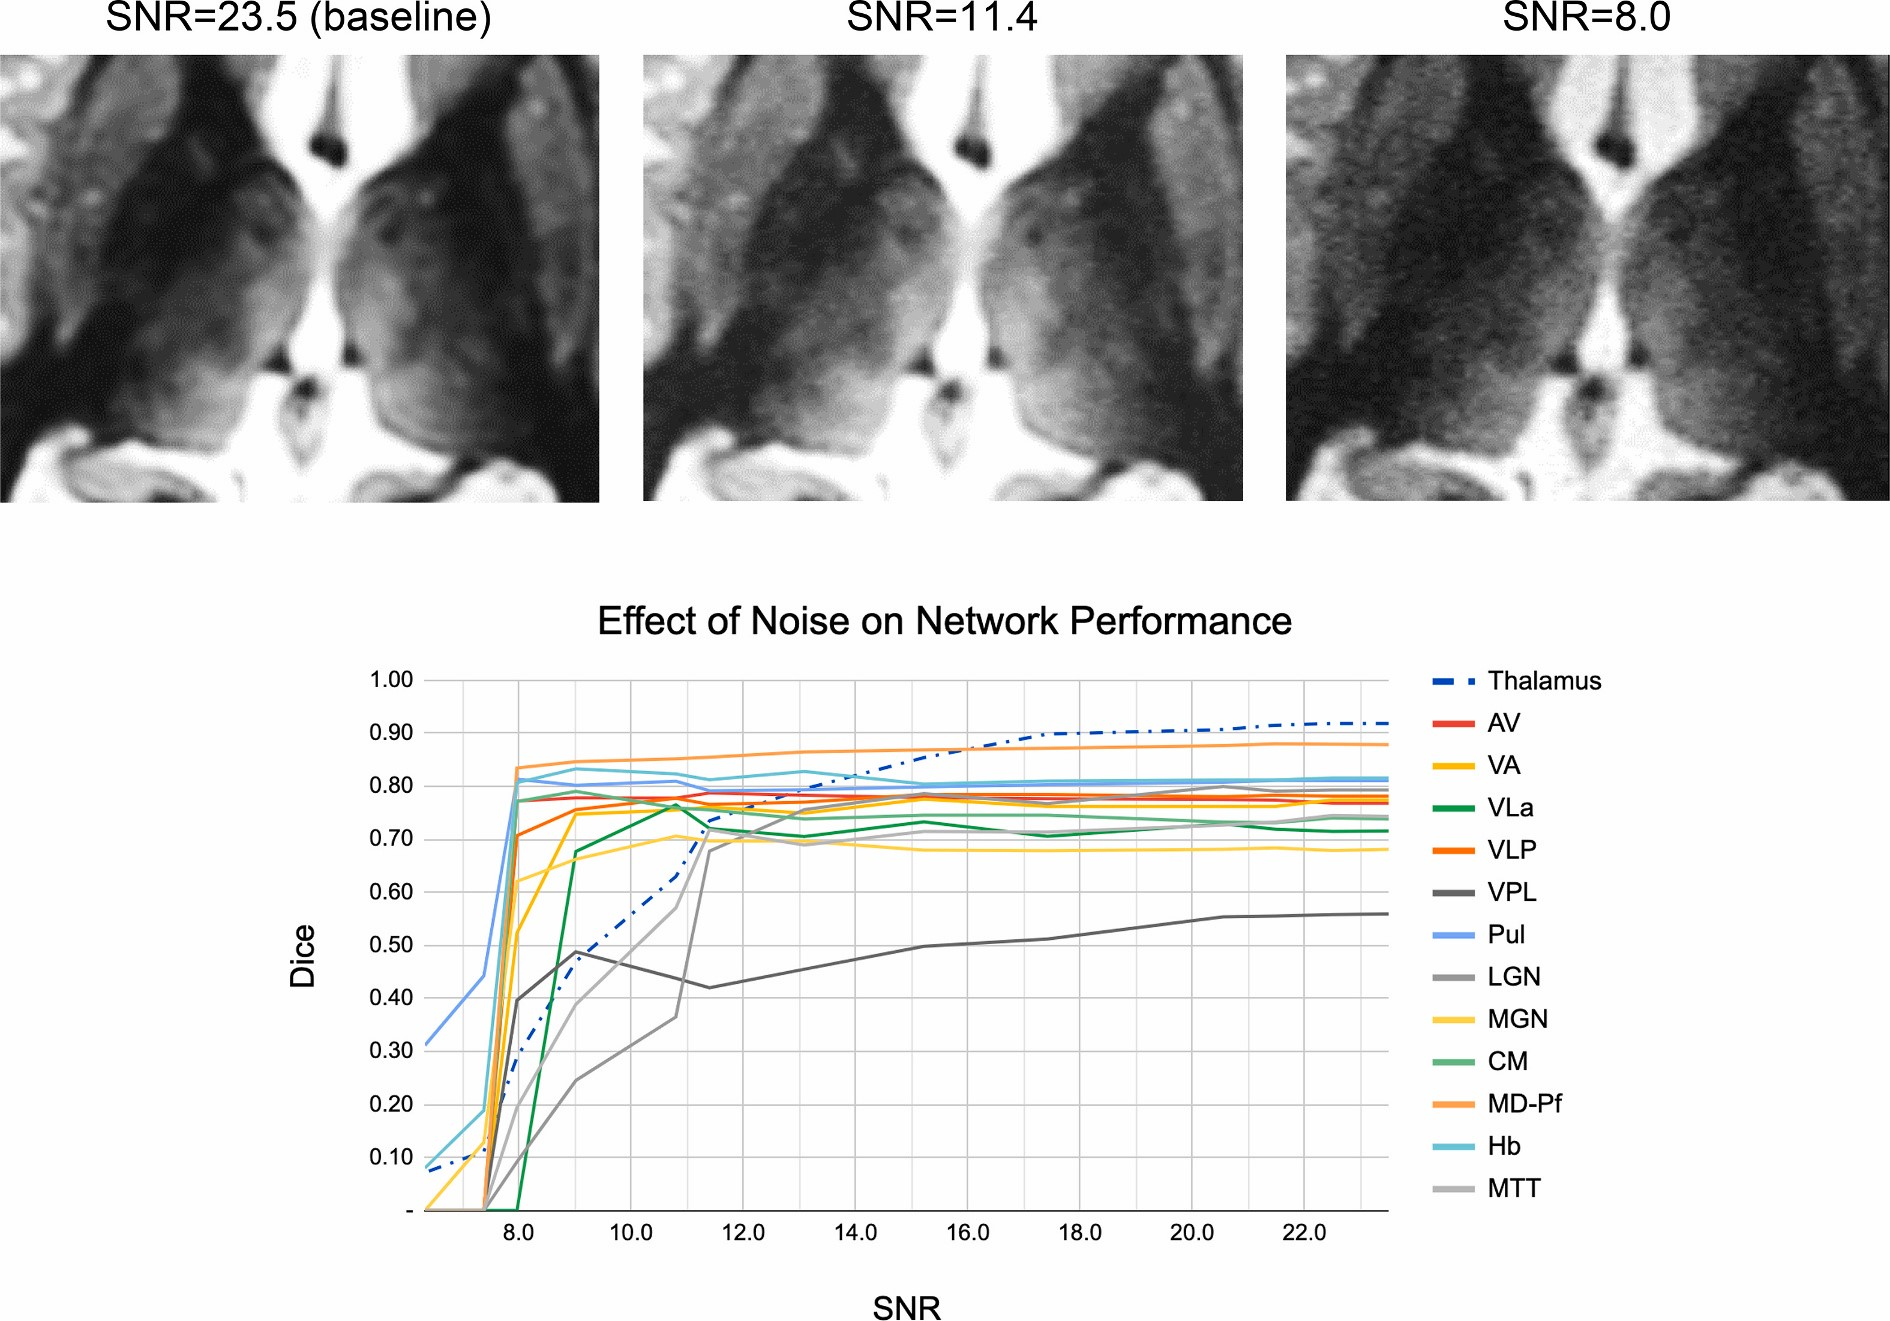 SNR=23.5 (baseline)
SNR=11.4
SNR=8.0
Effect of Noise on Network Performance
1.00
0.90
0.80
0.70
0.60
0.50
0.40
0.30
0.20
0.10
-
Dice
8.0
10.0
12.0
14.0
16.0
18.0
20.0
22.0
SNR
Thalamus
AV
VA
VLa
VLP
VPL
Pul
LGN
MGN
CM
MD-Pf
Hb
MTT